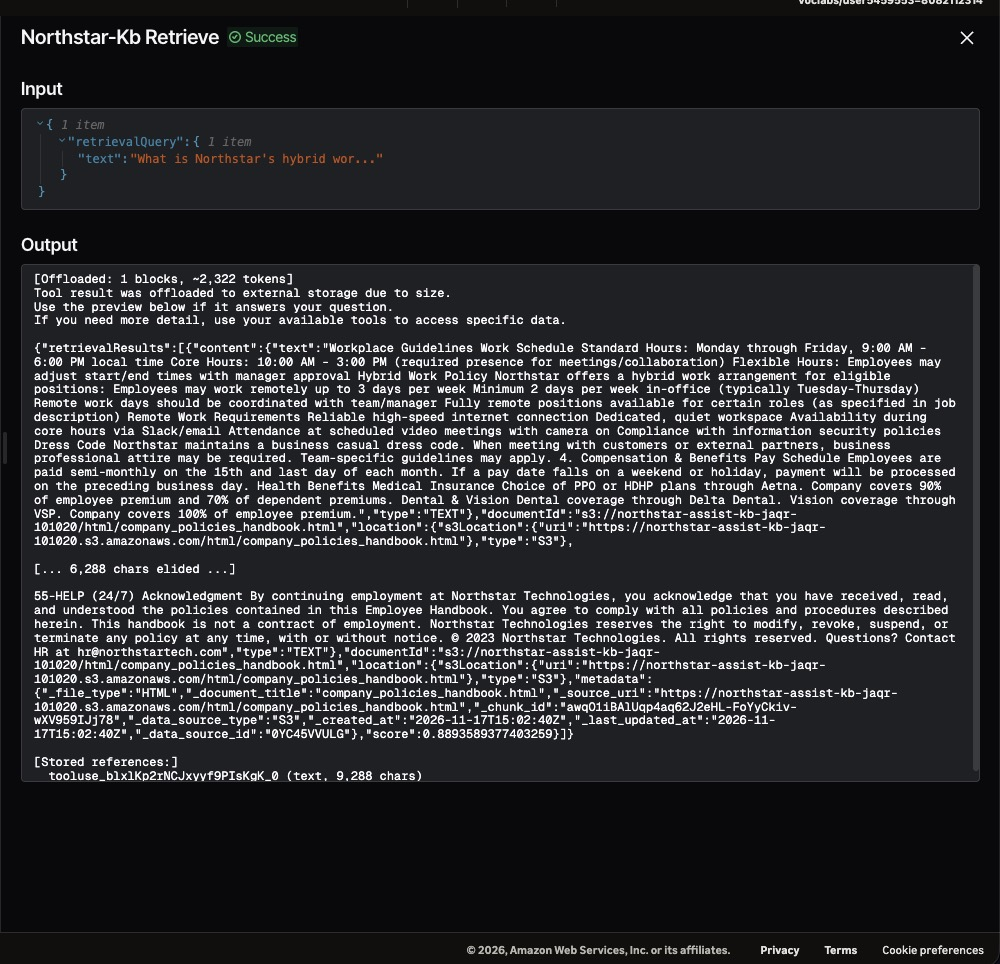 Northstar-Kb Retrieve Success
Input
{ 1 item
"retrievalQuery":{ 1 item
"text":"What is Northstar's hybrid wor..."
}
}
Output
[Offloaded: 1 blocks, ~2,322 tokens]
Tool result was offloaded to external storage due to size.
Use the preview below if it answers your question.
If you need more detail, use your available tools to access specific data.
{"retrievalResults":[{"content":{"text":"Workplace Guidelines Work Schedule Standard Hours: Monday through Friday, 9:00 AM -
6:00 PM local time Core Hours: 10:00 AM - 3:00 PM (required presence for meetings/collaboration) Flexible Hours: Employees may
adjust start/end times with manager approval Hybrid Work Policy Northstar offers a hybrid work arrangement for eligible
positions: Employees may work remotely up to 3 days per week Minimum 2 days per week in-office (typically Tuesday-Thursday)
Remote work days should be coordinated with team/manager Fully remote positions available for certain roles (as specified in job
description) Remote Work Requirements Reliable high-speed internet connection Dedicated, quiet workspace Availability during
core hours via Slack/email Attendance at scheduled video meetings with camera on Compliance with information security policies
Dress Code Northstar maintains a business casual dress code. When meeting with customers or external partners, business
professional attire may be required. Team-specific guidelines may apply. 4. Compensation & Benefits Pay Schedule Employees are
paid semi-monthly on the 15th and last day of each month. If a pay date falls on a weekend or holiday, payment will be processed
on the preceding business day. Health Benefits Medical Insurance Choice of PPO or HDHP plans through Aetna. Company covers 90%
of employee premium and 70% of dependent premiums. Dental & Vision Dental coverage through Delta Dental. Vision coverage through
VSP. Company covers 100% of employee premium.","type":"TEXT"},"documentId":"s3://northstar-assist-kb-jaqr-
101020/html/company_policies_handbook.html","location":{"s3Location":{"uri":"https://northstar-assist-kb-jaqr-
101020.s3.amazonaws.com/html/company_policies_handbook.html"},"type":"S3"},
[... 6,288 chars elided ...]
55-HELP (24/7) Acknowledgment By continuing employment at Northstar Technologies, you acknowledge that you have received, read,
and understood the policies contained in this Employee Handbook. You agree to comply with all policies and procedures described
herein. This handbook is not a contract of employment. Northstar Technologies reserves the right to modify, revoke, suspend, or
terminate any policy at any time, with or without notice. © 2023 Northstar Technologies. All rights reserved. Questions? Contact
HR at hr@northstartech.com","type":"TEXT"},"documentId":"s3://northstar-assist-kb-jaqr-
101020/html/company_policies_handbook.html","location":{"s3Location":{"uri":"https://northstar-assist-kb-jaqr-
101020.s3.amazonaws.com/html/company_policies_handbook.html"},"type":"S3"},"metadata":
{"_file_type":"HTML","_document_title":"company_policies_handbook.html","_source_uri":"https://northstar-assist-kb-jaqr-
101020.s3.amazonaws.com/html/company_policies_handbook.html","_chunk_id":"awqO1iBAlUqp4aq62J2eHL-FoYyCkiv-
wXV959IJj78","_data_source_type":"S3","_created_at":"2026-11-17T15:02:40Z","_last_updated_at":"2026-11-
17T15:02:40Z","_data_source_id":"0YC45VVULG"},"score":0.8893589377403259}]}
[Stored references:]
tooluse_blxlKp2rNCJxyyf9PIsKgK_0 (text, 9,288 chars)
© 2026, Amazon Web Services, Inc. or its affiliates. Privacy Terms Cookie preferences